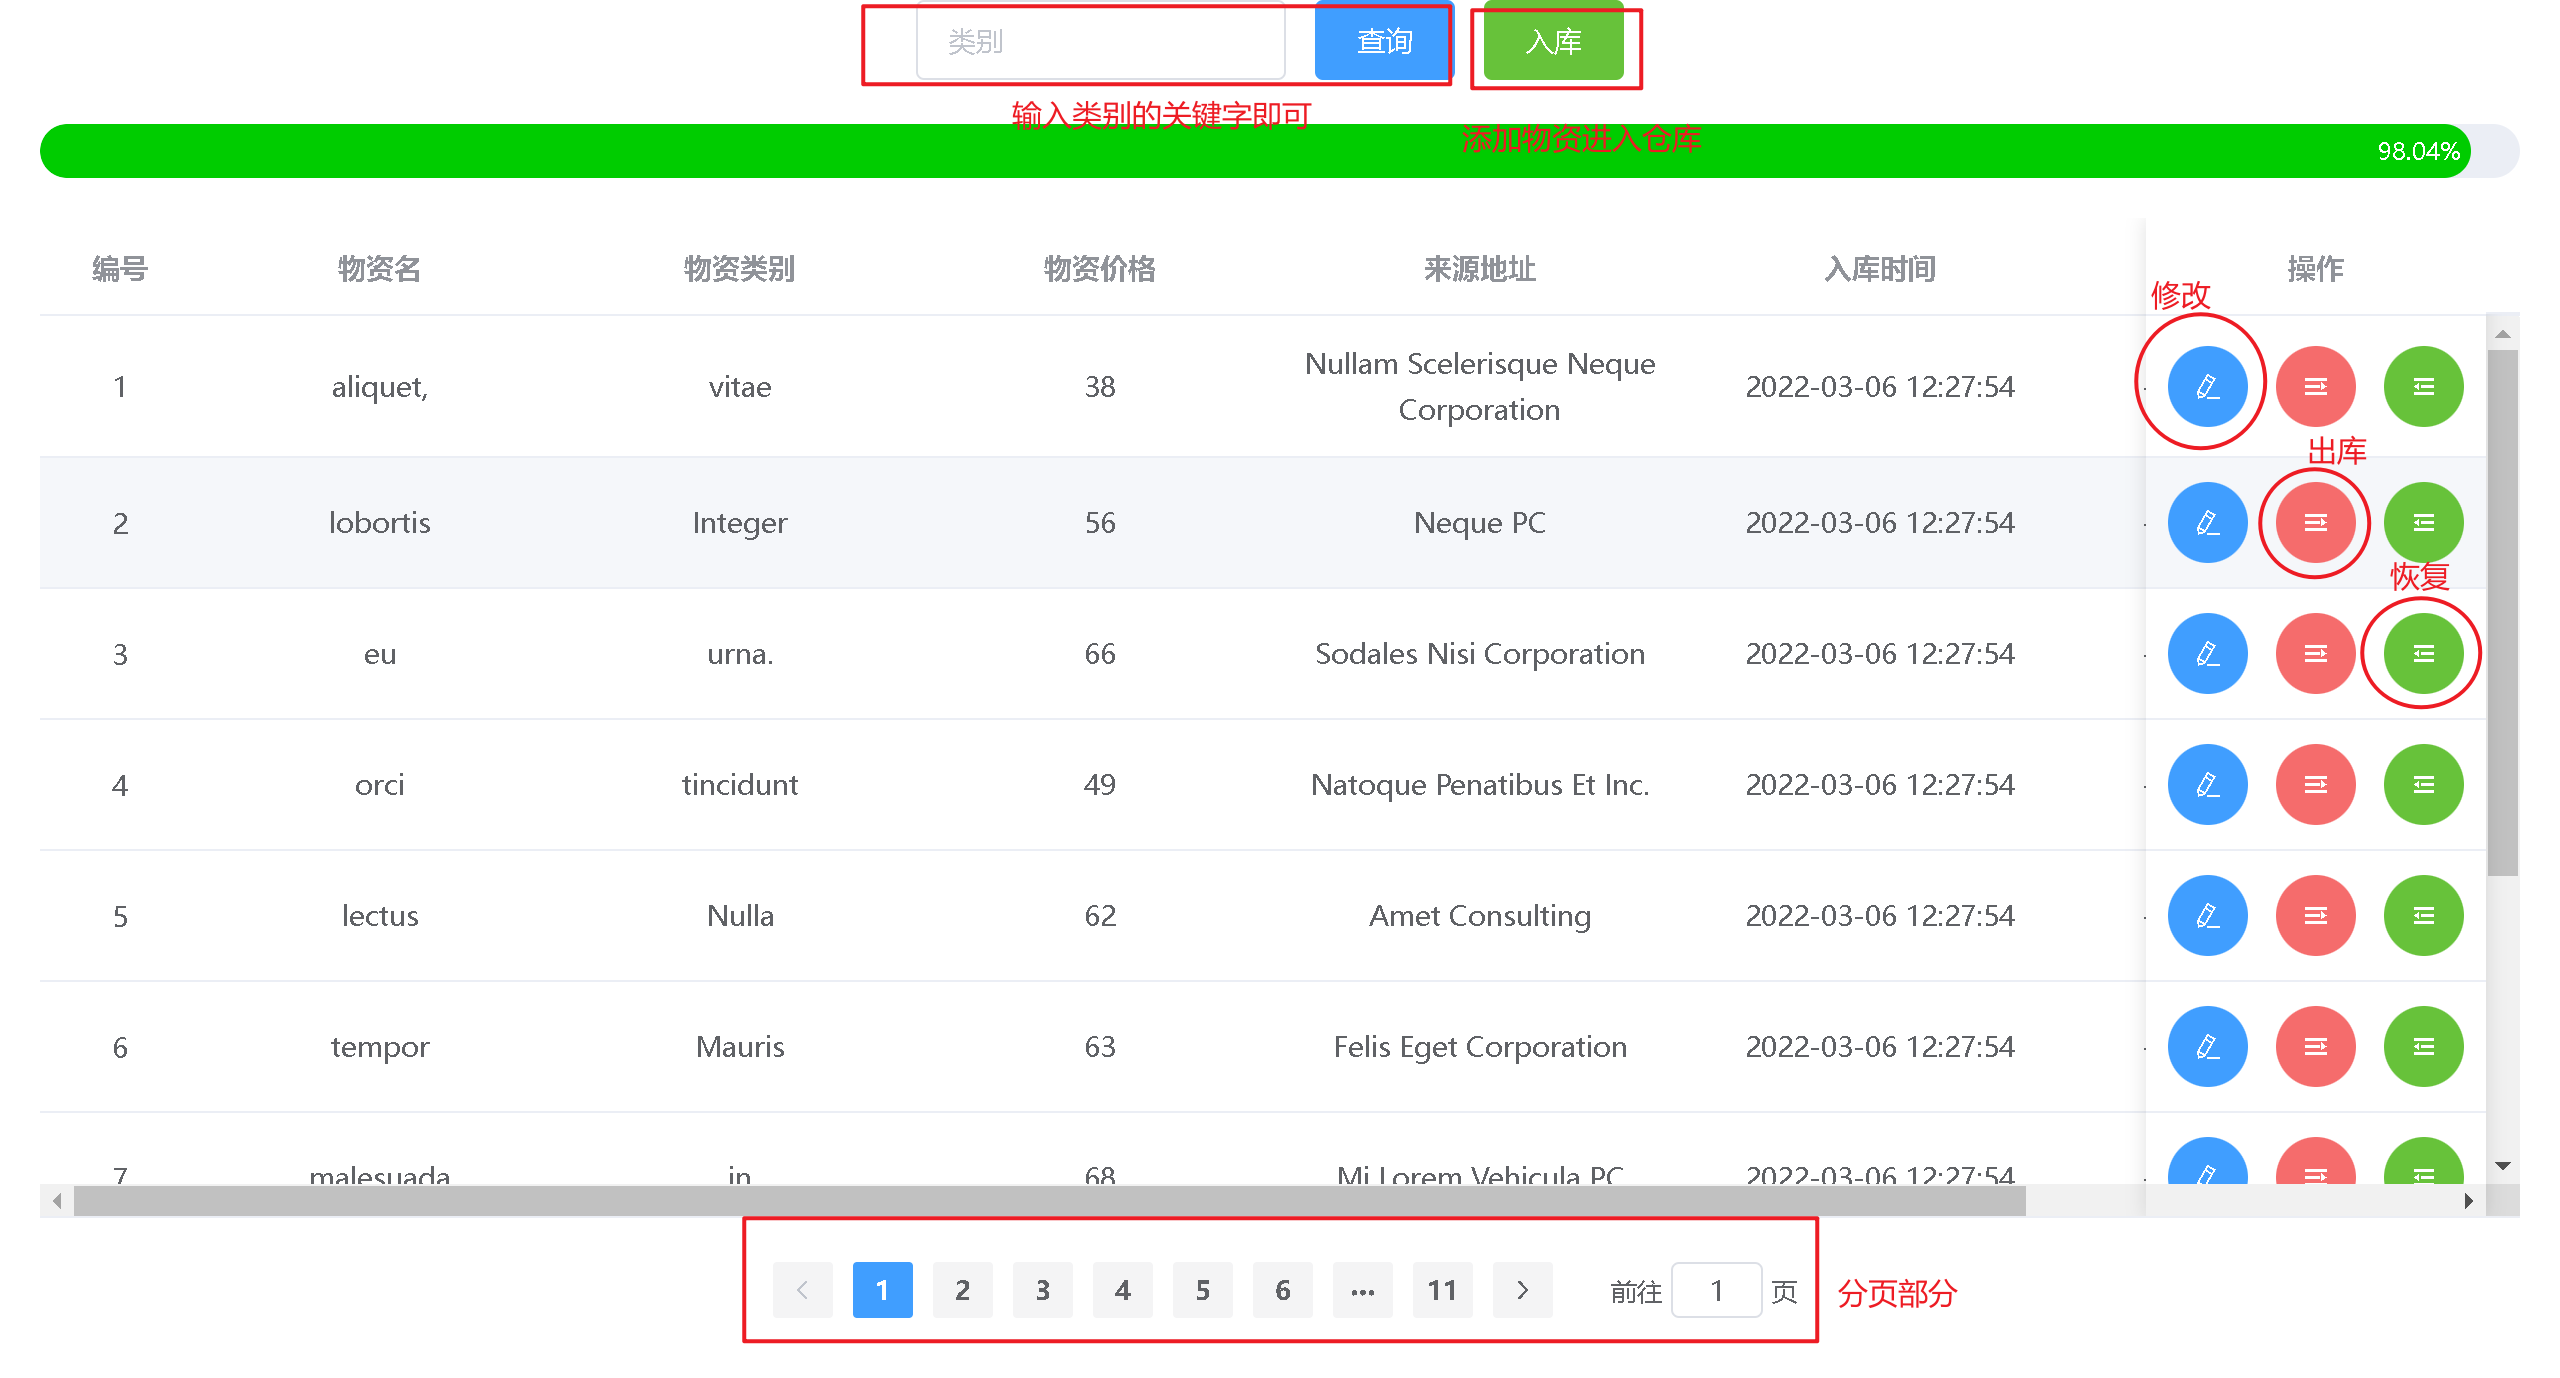 类别 查询 入库
输入类别的关键字即可
添加物资进入仓库
98.04%
编号 物资名 物资类别 物资价格 来源地址 入库时间 操作
修改
1 aliquet, vitae 38 Nullam Scelerisque Neque Corporation 2022-03-06 12:27:54
出库
2 lobortis Integer 56 Neque PC 2022-03-06 12:27:54
恢复
3 eu urna. 66 Sodales Nisi Corporation 2022-03-06 12:27:54
4 orci tincidunt 49 Natoque Penatibus Et Inc. 2022-03-06 12:27:54
5 lectus Nulla 62 Amet Consulting 2022-03-06 12:27:54
6 tempor Mauris 63 Felis Eget Corporation 2022-03-06 12:27:54
7 malesuada in 68 Mi Lorem Vehicula PC 2022-03-06 12:27:54
1 2 3 4 5 6 ... 11 前往 1 页 分页部分